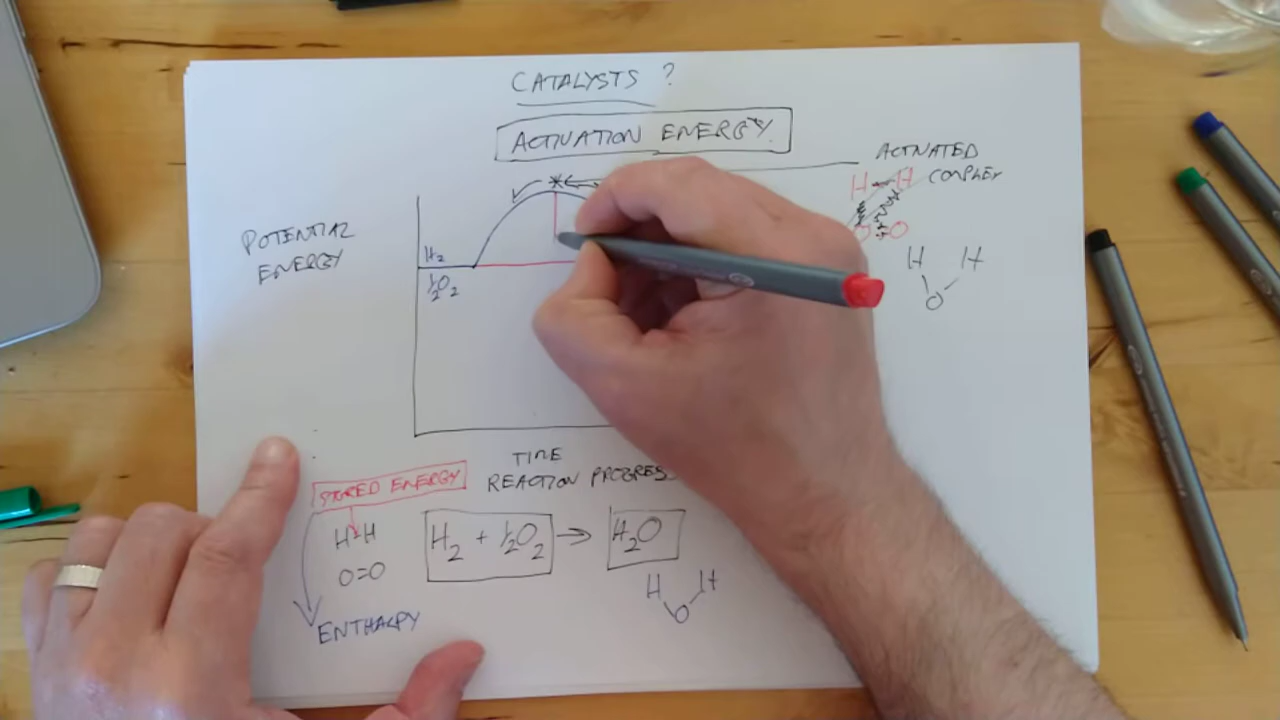 CATALYSTS ?
ACTIVATION ENERGY
ACTIVATED
COMPLEX
H H
O O
H H
O
POTENTIAL
ENERGY
H2
½O2
TIME
REACTION PROGRESS
STORED ENERGY
H-H
O=O
ENTHALPY
H2 + ½O2 → H2O
H H
O